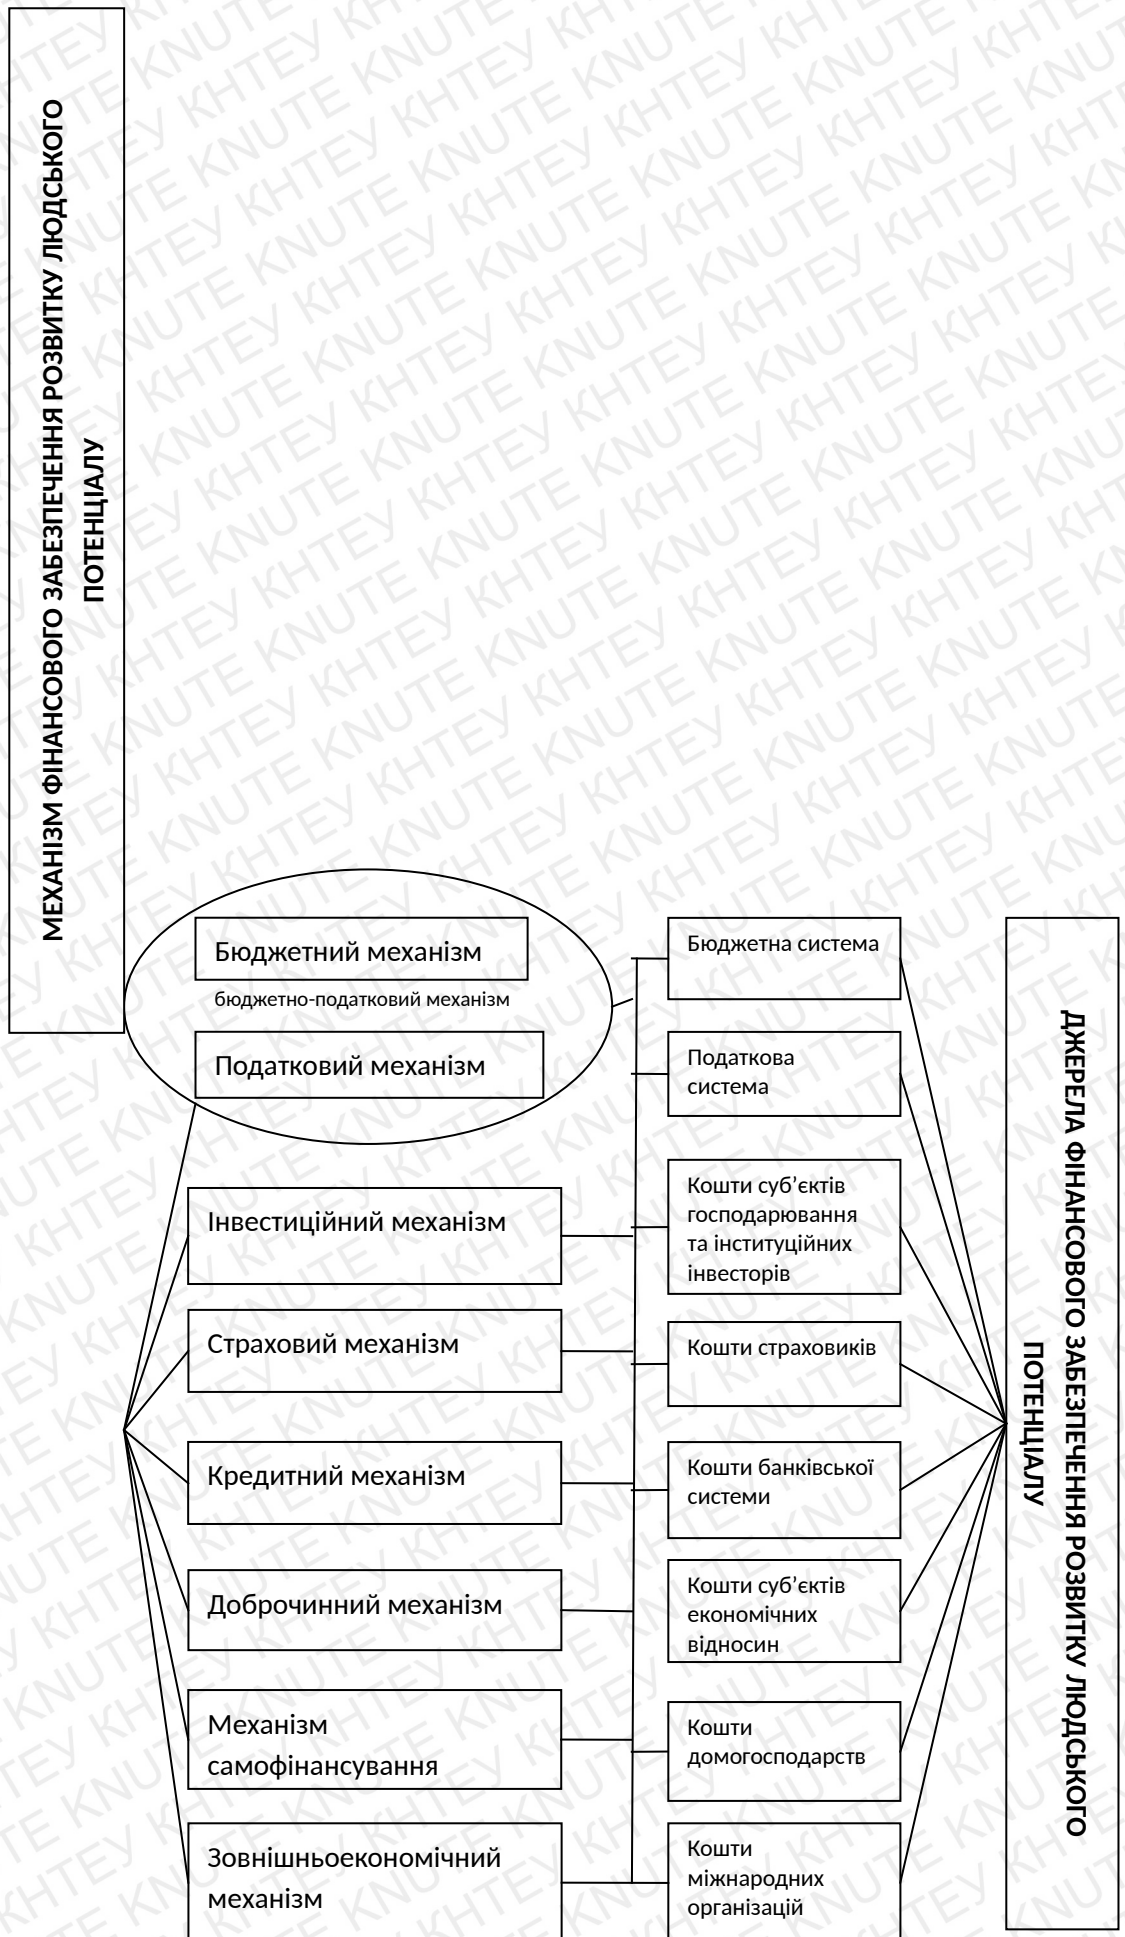 МЕХАНІЗМ ФІНАНСОВОГО ЗАБЕЗПЕЧЕННЯ РОЗВИТКУ ЛЮДСЬКОГО
ПОТЕНЦІАЛУ
Бюджетний механізм
бюджетно-податковий механізм
Податковий механізм
Інвестиційний механізм
Страховий механізм
Кредитний механізм
Доброчинний механізм
Механізм
самофінансування
Зовнішньоекономічний
механізм
Бюджетна система
Податкова
система
Кошти суб’єктів
господарювання
та інституційних
інвесторів
Кошти страховиків
Кошти банківської
системи
Кошти суб’єктів
економічних
відносин
Кошти
домогосподарств
Кошти
міжнародних
організацій
ДЖЕРЕЛА ФІНАНСОВОГО ЗАБЕЗПЕЧЕННЯ РОЗВИТКУ ЛЮДСЬКОГО
ПОТЕНЦІАЛУ